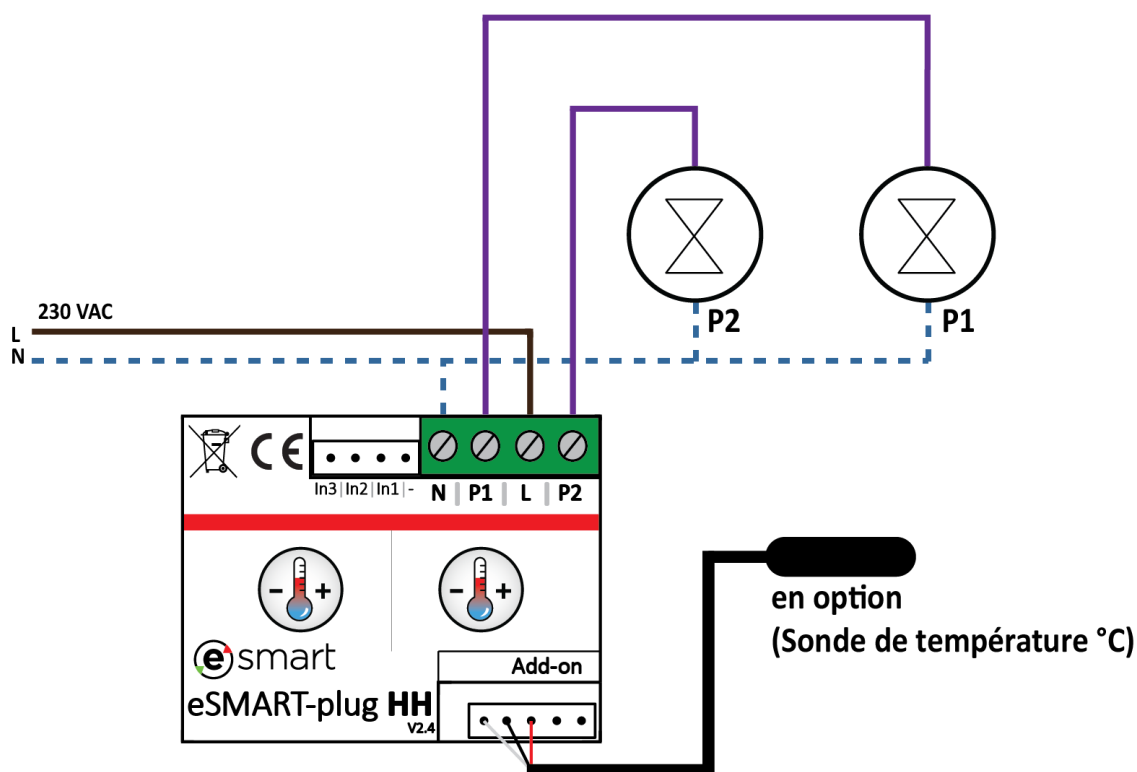 230 VAC
L
N
P2
P1
CE
In3|In2|In1|-
N | P1 | L | P2
- +
- +
e smart
Add-on
eSMART-plug HH
V2.4
en option
(Sonde de température °C)